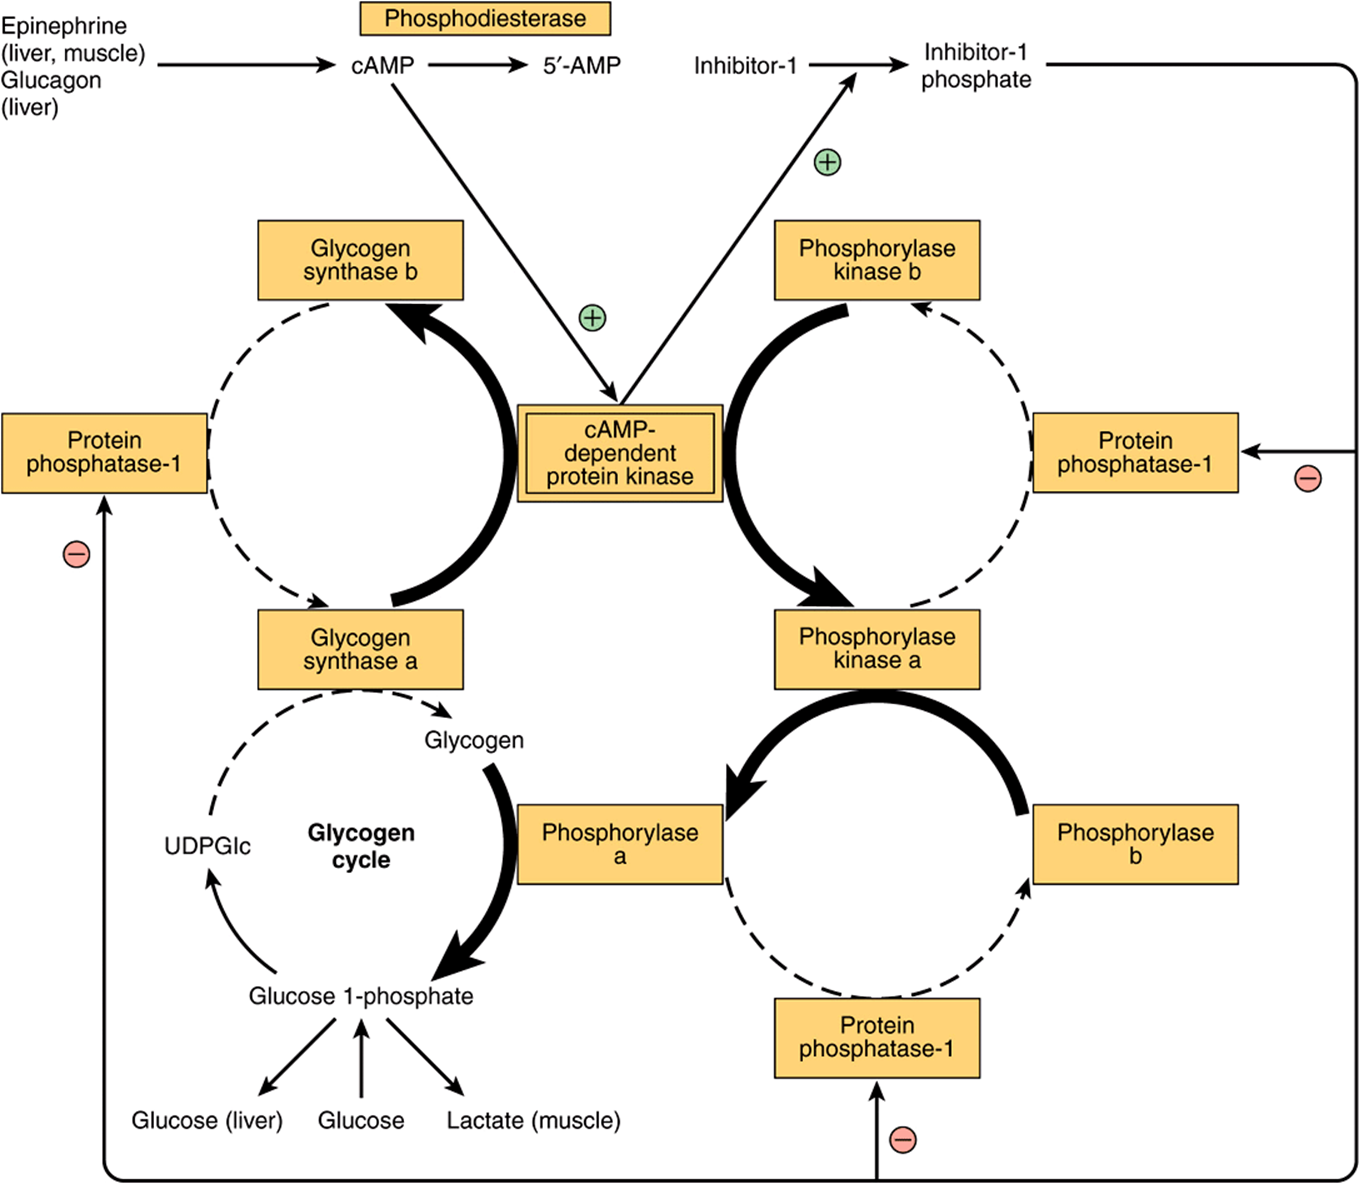 Phosphodiesterase
Epinephrine
(liver, muscle)
Glucagon
(liver)
cAMP
5′-AMP
Inhibitor-1
Inhibitor-1
phosphate
+
+
Glycogen
synthase b
Phosphorylase
kinase b
Protein
phosphatase-1
cAMP-
dependent
protein kinase
Protein
phosphatase-1
−
−
Glycogen
synthase a
Phosphorylase
kinase a
Glycogen
UDPGlc
Glycogen
cycle
Phosphorylase
a
Phosphorylase
b
Glucose 1-phosphate
Protein
phosphatase-1
Glucose (liver)
Glucose
Lactate (muscle)
−